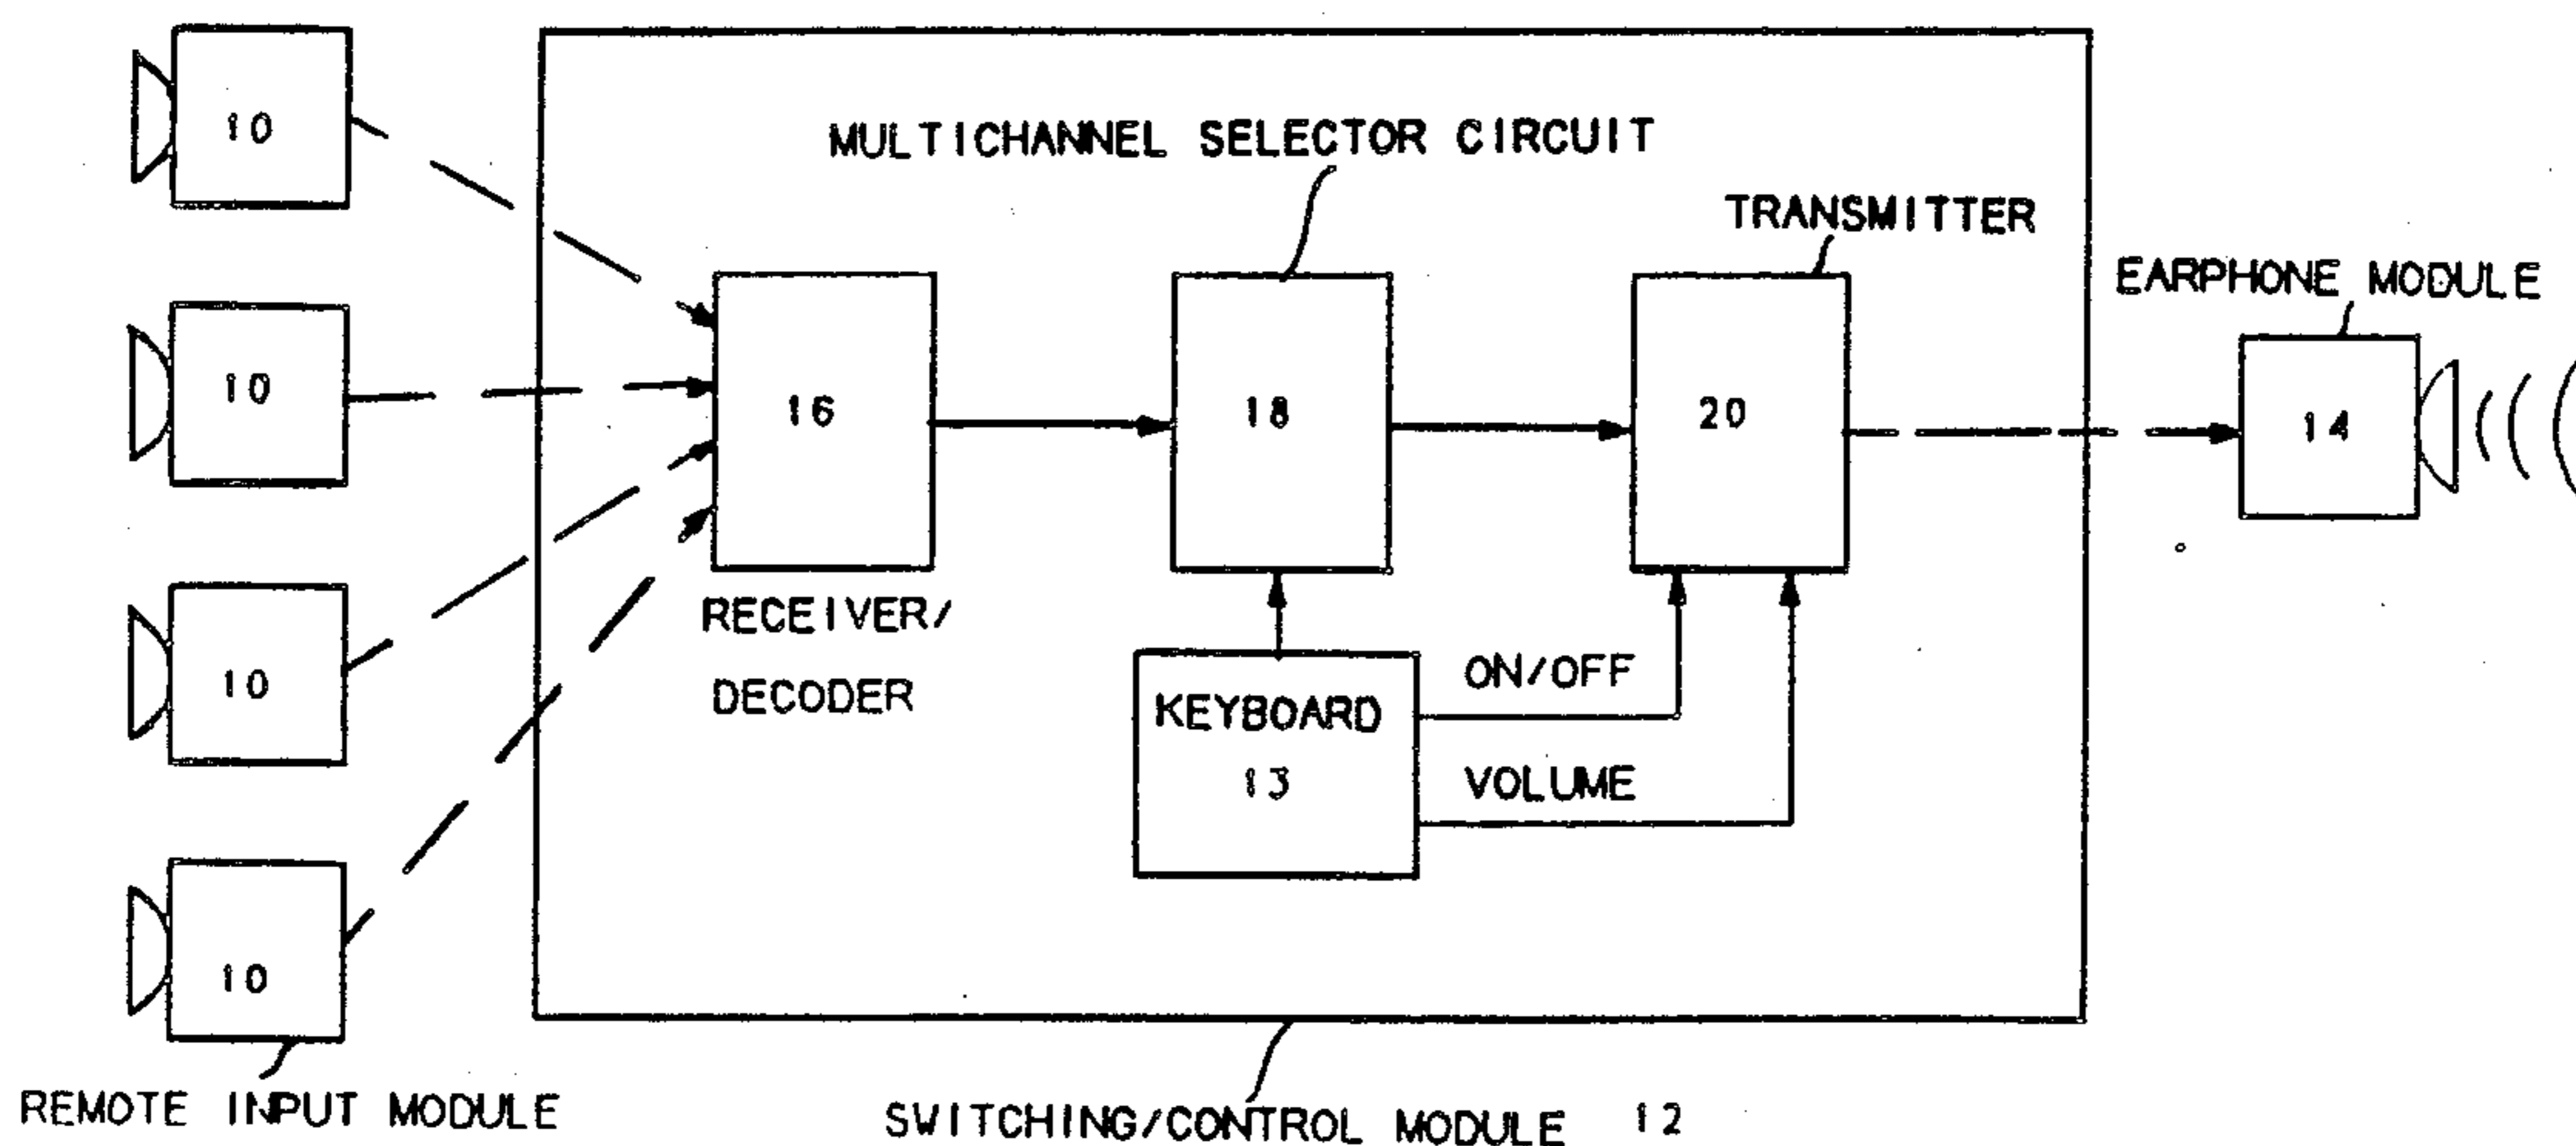 10
MULTICHANNEL SELECTOR CIRCUIT
TRANSMITTER
EARPHONE MODULE
10
16
18
20
14
RECEIVER/
DECODER
10
KEYBOARD
13
ON/OFF
VOLUME
10
REMOTE INPUT MODULE
SWITCHING/CONTROL MODULE 12